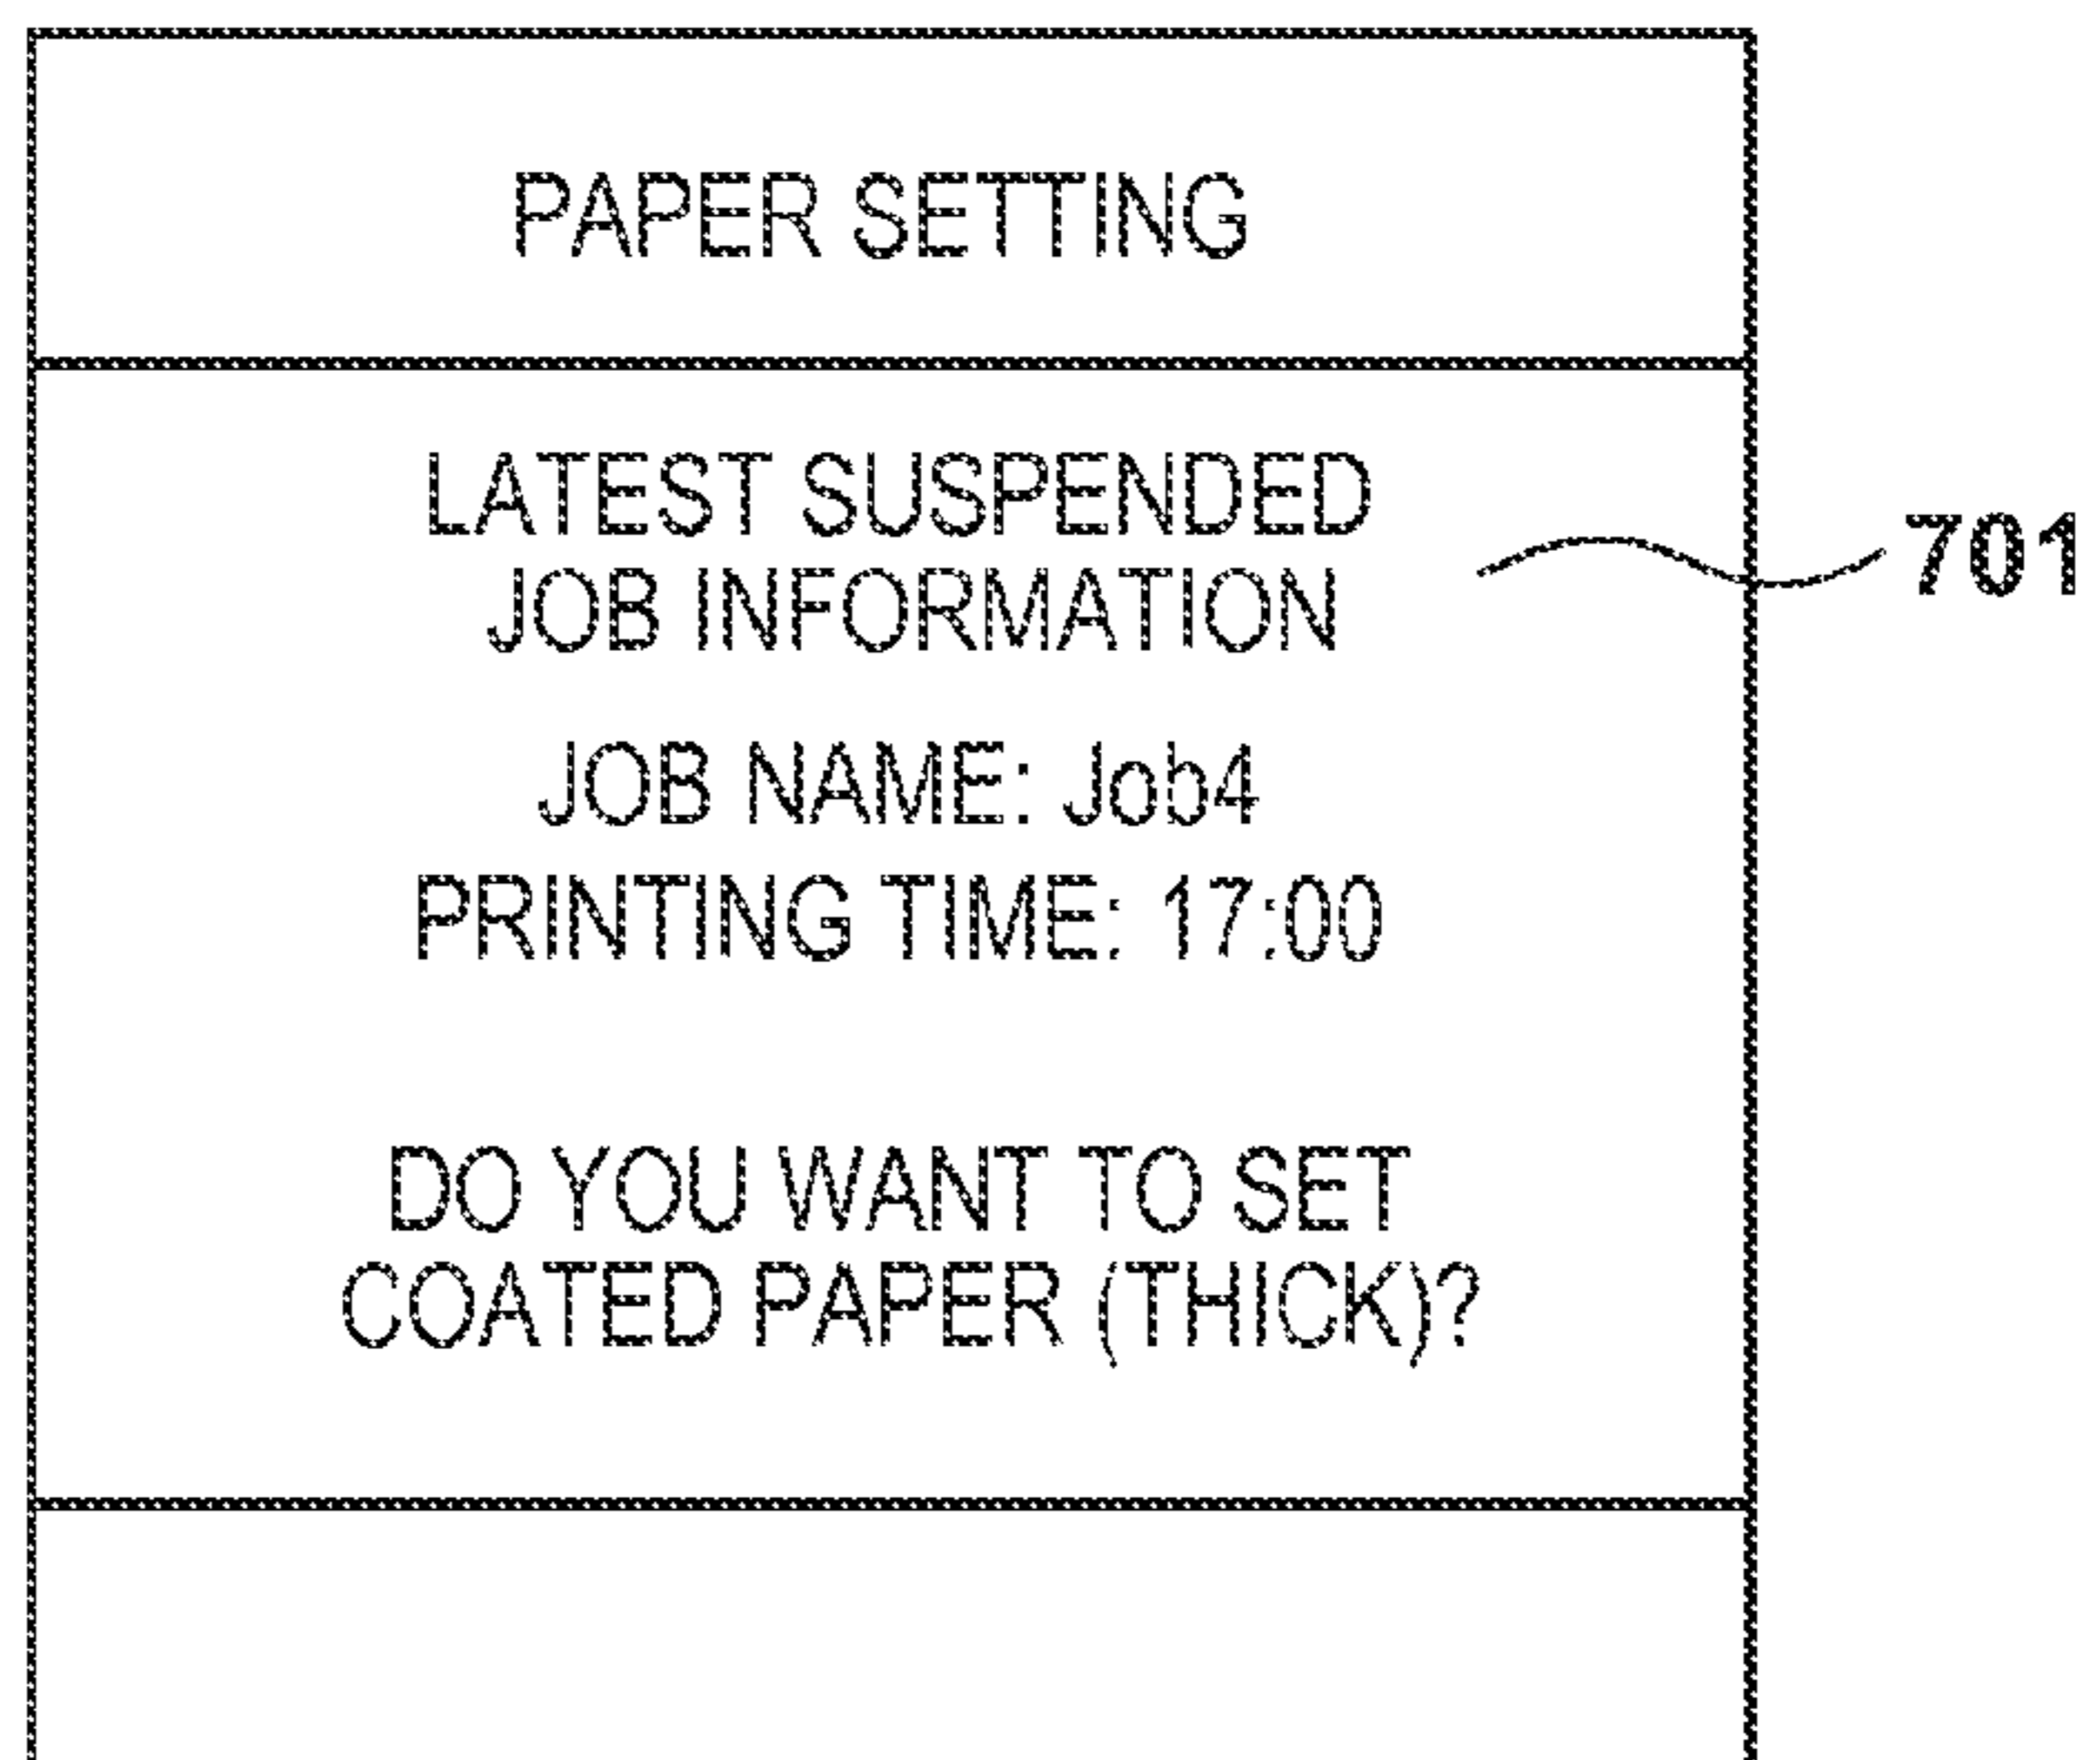 PAPER SETTING
LATEST SUSPENDED
JOB INFORMATION
701
JOB NAME: Job4
PRINTING TIME: 17:00
DO YOU WANT TO SET
COATED PAPER (THICK)?